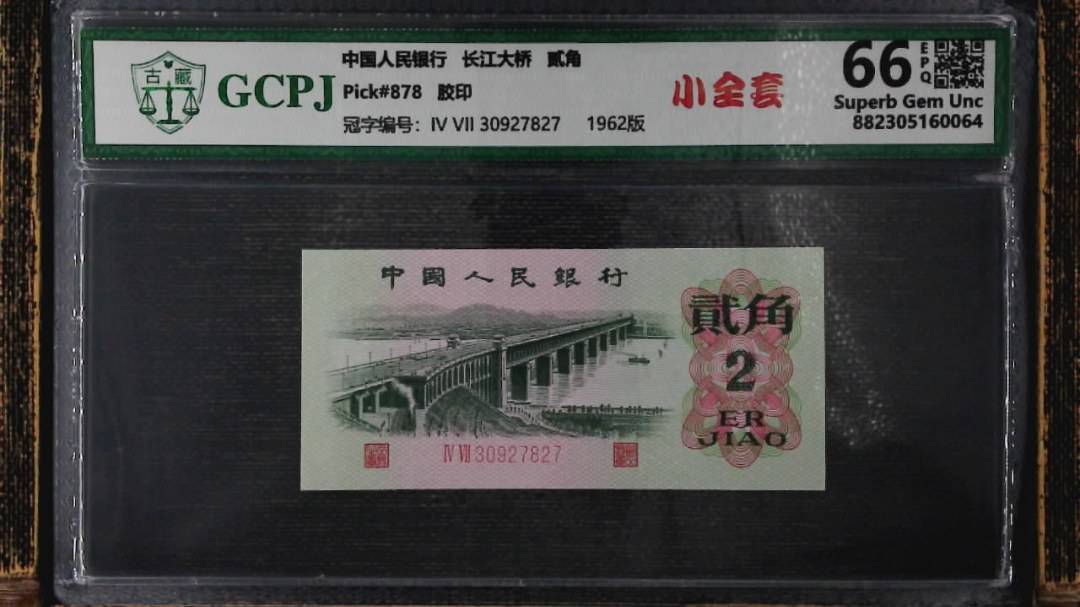 古藏
GCPJ
中国人民银行 长江大桥 贰角
Pick#878 胶印
冠字编号: IV VII 30927827 1962版
小全套
66 EPQ
Superb Gem Unc
882305160064
中國人民銀行
貳角
2
ER
JIAO
IV VII 30927827